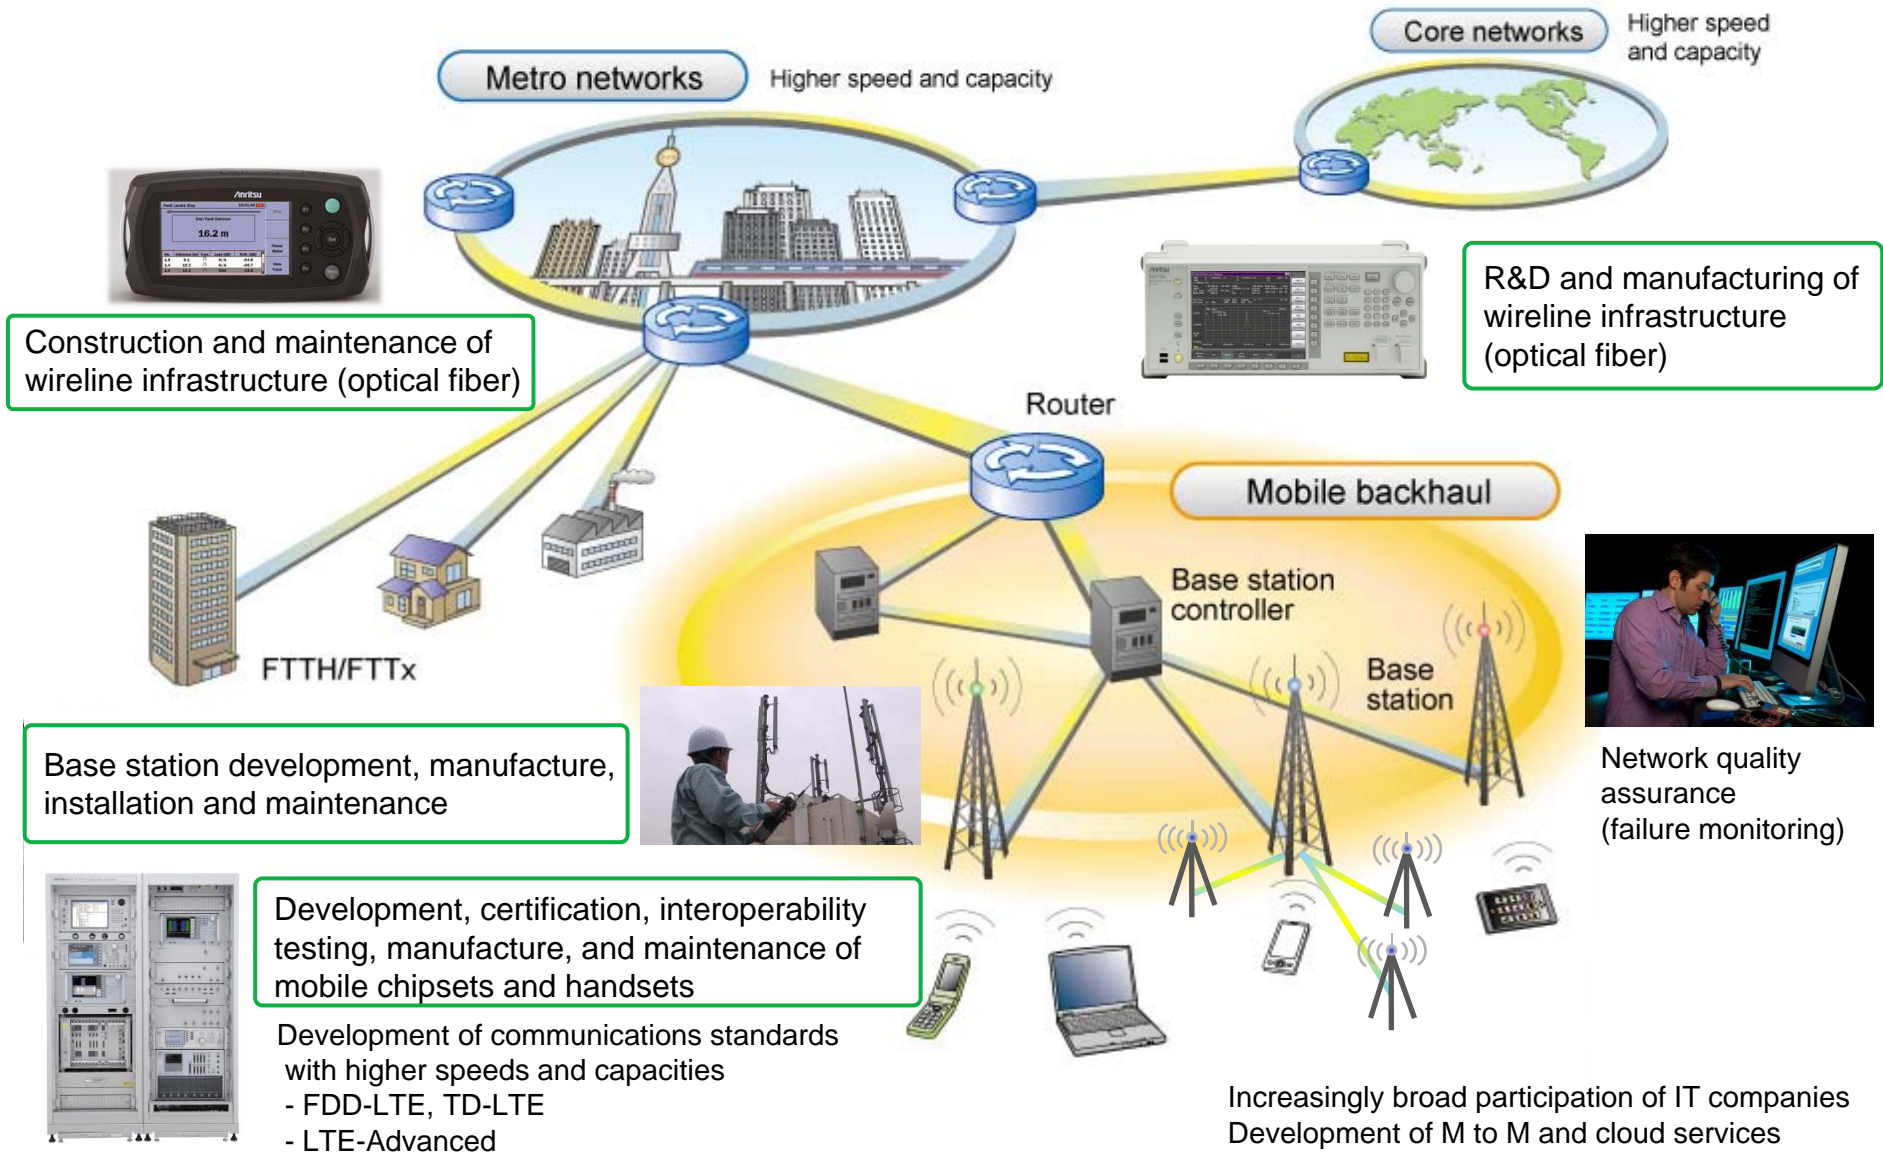 Core networks
Higher speed
and capacity
Metro networks
Higher speed and capacity
Anritsu
16.2 m
Anritsu
R&D and manufacturing of
wireline infrastructure
(optical fiber)
Construction and maintenance of
wireline infrastructure (optical fiber)
Router
Mobile backhaul
Base station
controller
FTTH/FTTx
Base
station
Base station development, manufacture,
installation and maintenance
Network quality
assurance
(failure monitoring)
Development, certification, interoperability
testing, manufacture, and maintenance of
mobile chipsets and handsets
Development of communications standards
with higher speeds and capacities
- FDD-LTE, TD-LTE
- LTE-Advanced
Increasingly broad participation of IT companies
Development of M to M and cloud services